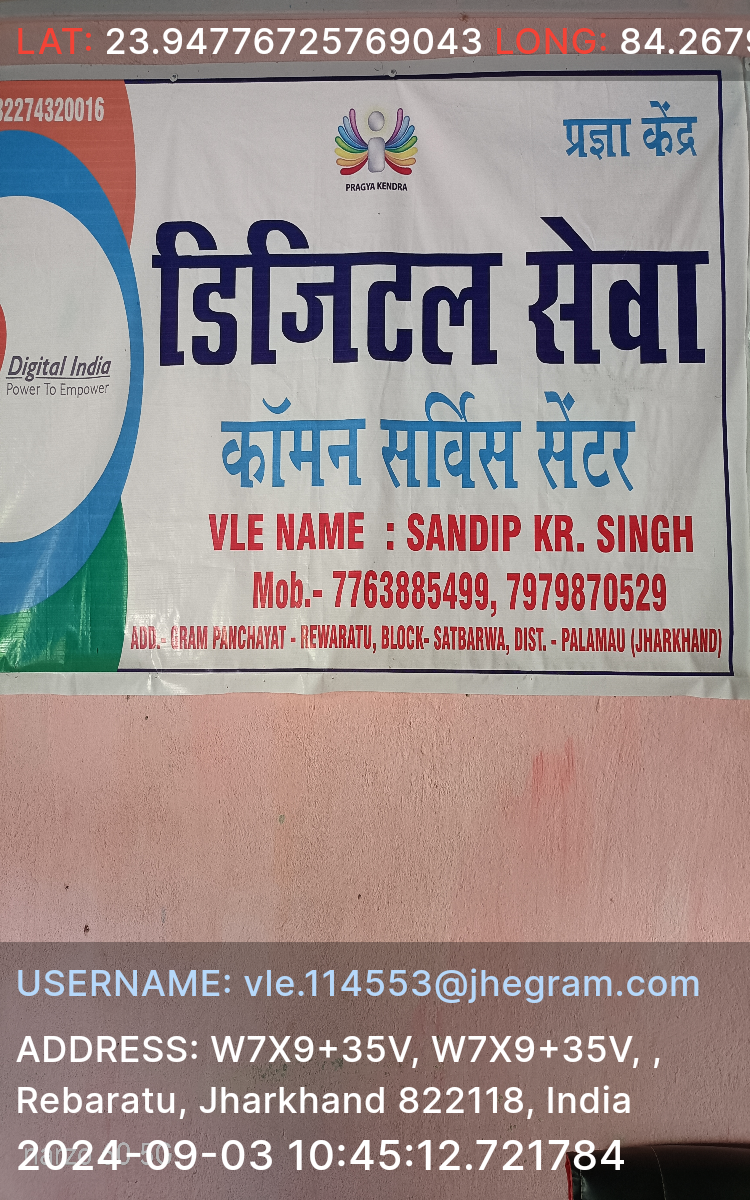 LAT: 23.94776725769043 LONG: 84.2679
32274320016
PRAGYA KENDRA
प्रज्ञा केंद्र
डिजिटल सेवा
Digital India
Power To Empower
कॉमन सर्विस सेंटर
VLE NAME : SANDIP KR. SINGH
Mob.- 7763885499, 7979870529
ADD.- GRAM PANCHAYAT - REWARATU, BLOCK- SATBARWA, DIST. - PALAMAU (JHARKHAND)
USERNAME: vle.114553@jhegram.com
ADDRESS: W7X9+35V, W7X9+35V, ,
Rebaratu, Jharkhand 822118, India
2024-09-03 10:45:12.721784